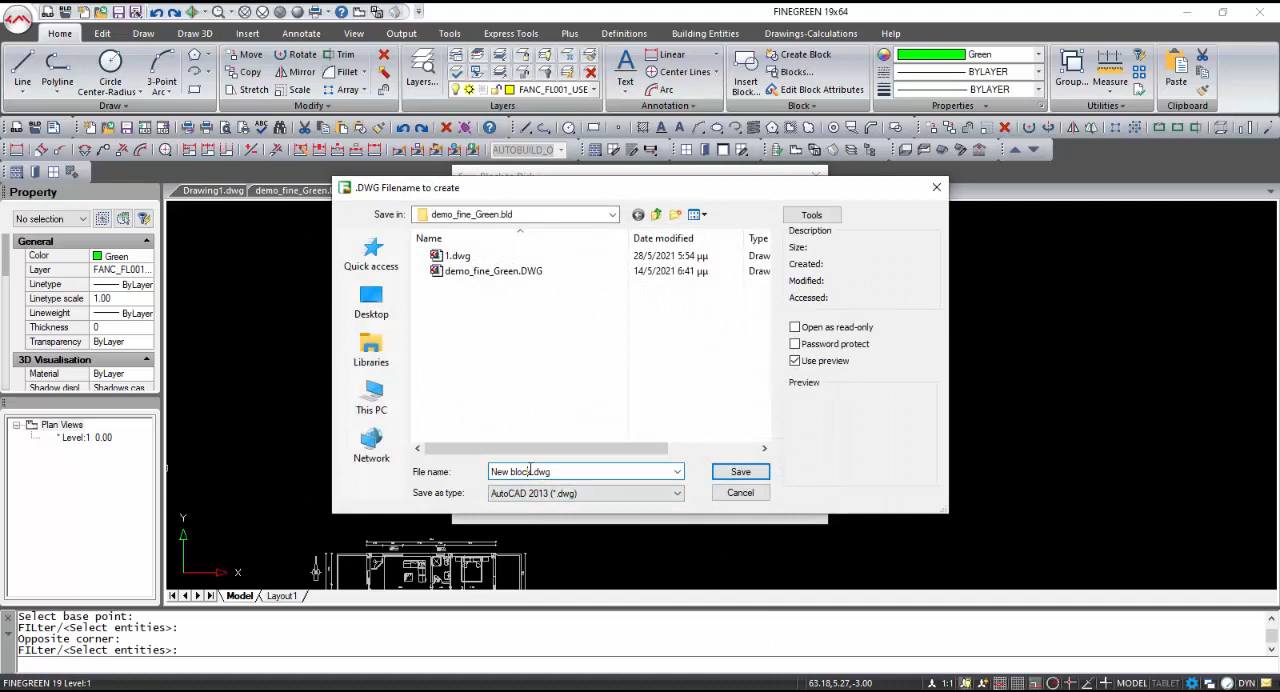 FINEGREEN 19x64
Home Edit Draw Draw 3D Insert Annotate View Output Tools Express Tools Plus Definitions Building Entities Drawings-Calculations Help
Line
Polyline
Circle
Center-Radius
3-Point
Arc
Move Rotate Trim
Copy Mirror Fillet
Stretch Scale Array
Layers...
FANC_FL001_USE
Text
Linear
Center Lines
Arc
Insert
Block...
Create Block
Blocks...
Edit Block Attributes
Green
BYLAYER
BYLAYER
Group...
Measure
Paste
Draw Modify Layers Annotation Block Properties Utilities Clipboard
AUTOBUILD_O
Property
Drawing1.dwg
No selection
General
Color Green
Layer FANC_FL001...
Linetype ByLayer
Linetype scale 1.00
Lineweight ByLayer
Thickness 0
Transparency ByLayer
3D Visualisation
Material ByLayer
Shadow displ Shadows cas
Plan Views
* Level:1 0.00
.DWG Filename to create
Save in: demo_fine_Green.bld
Tools
Name Date modified Type
1.dwg 28/5/2021 5:54 μμ Draw
demo_fine_Green.DWG 14/5/2021 6:41 μμ Draw
Quick access
Desktop
Libraries
This PC
Network
Description
Size:
Created:
Modified:
Accessed:
Open as read-only
Password protect
Use preview
Preview
File name: New block.dwg
Save
Save as type: AutoCAD 2013 (*.dwg)
Cancel
Y
X
Model Layout1
Select base point:
FILter/<Select entities>:
Opposite corner:
FILter/<Select entities>:
FINEGREEN 19 Level:1
63.18,5.27,-3.00
1:1
MODEL TABLET
DYN